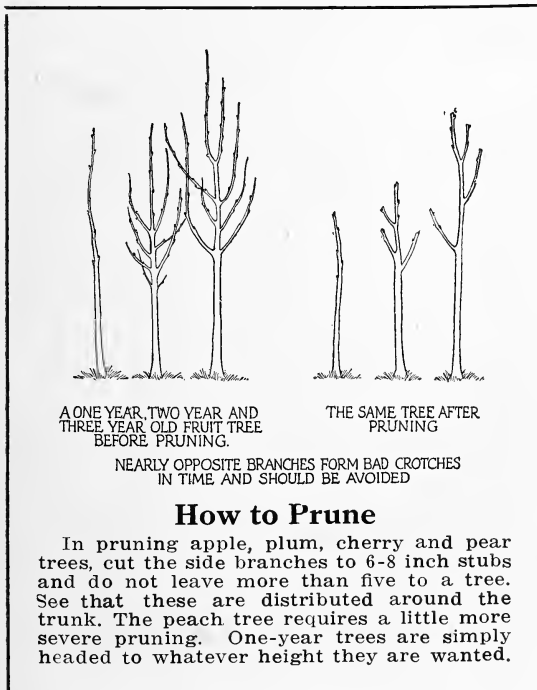 A ONE YEAR, TWO YEAR AND
THREE YEAR OLD FRUIT TREE
BEFORE PRUNING.
THE SAME TREE AFTER
PRUNING
NEARLY OPPOSITE BRANCHES FORM BAD CROTCHES
IN TIME AND SHOULD BE AVOIDED
How to Prune
In pruning apple, plum, cherry and pear
trees, cut the side branches to 6-8 inch stubs
and do not leave more than five to a tree.
See that these are distributed around the
trunk. The peach tree requires a little more
severe pruning. One-year trees are simply
headed to whatever height they are wanted.